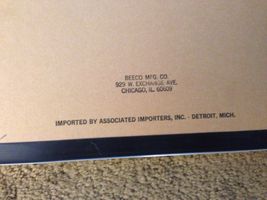 BEECO MFG. CO.
929 W. EXCHANGE AVE.
CHICAGO, IL. 60609
IMPORTED BY ASSOCIATED IMPORTERS, INC. - DETROIT, MICH.